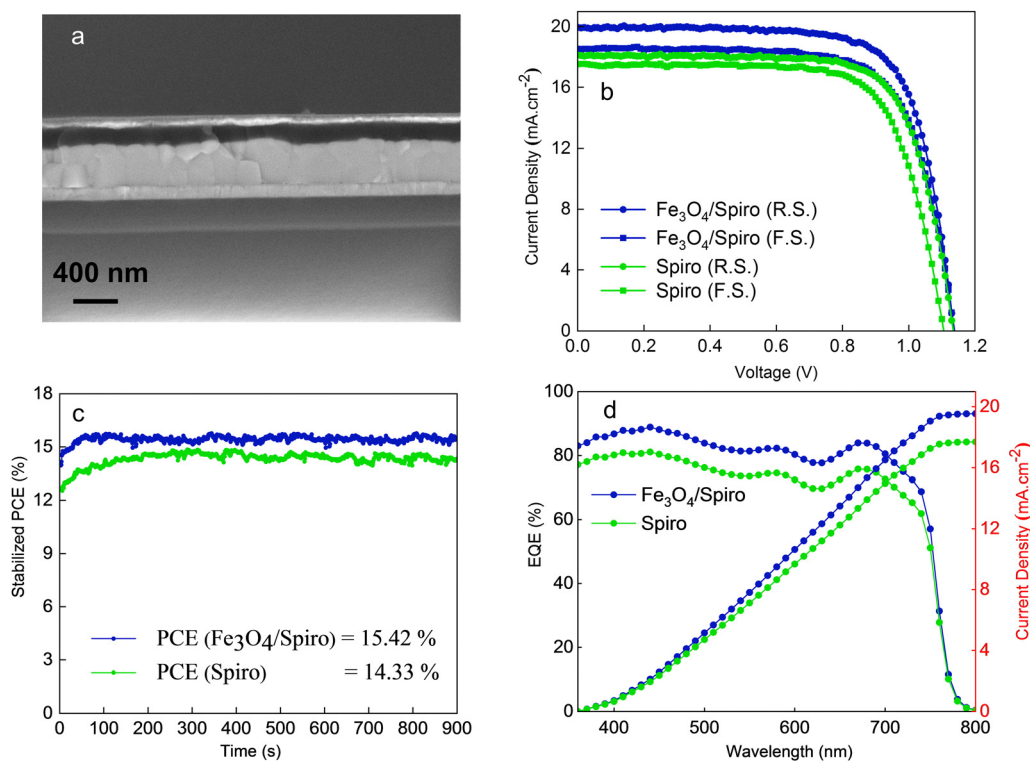 a
400 nm
b
Current Density (mA.cm⁻²)
20
16
12
8
4
0
Fe₃O₄/Spiro (R.S.)
Fe₃O₄/Spiro (F.S.)
Spiro (R.S.)
Spiro (F.S.)
0.0 0.2 0.4 0.6 0.8 1.0 1.2
Voltage (V)
c
Stabilized PCE (%)
18
15
12
9
6
3
0
PCE (Fe₃O₄/Spiro) = 15.42 %
PCE (Spiro) = 14.33 %
0 100 200 300 400 500 600 700 800 900
Time (s)
d
EQE (%)
100
80
60
40
20
0
Fe₃O₄/Spiro
Spiro
400 500 600 700 800
Wavelength (nm)
20
16
12
8
4
0
Current Density (mA.cm⁻²)